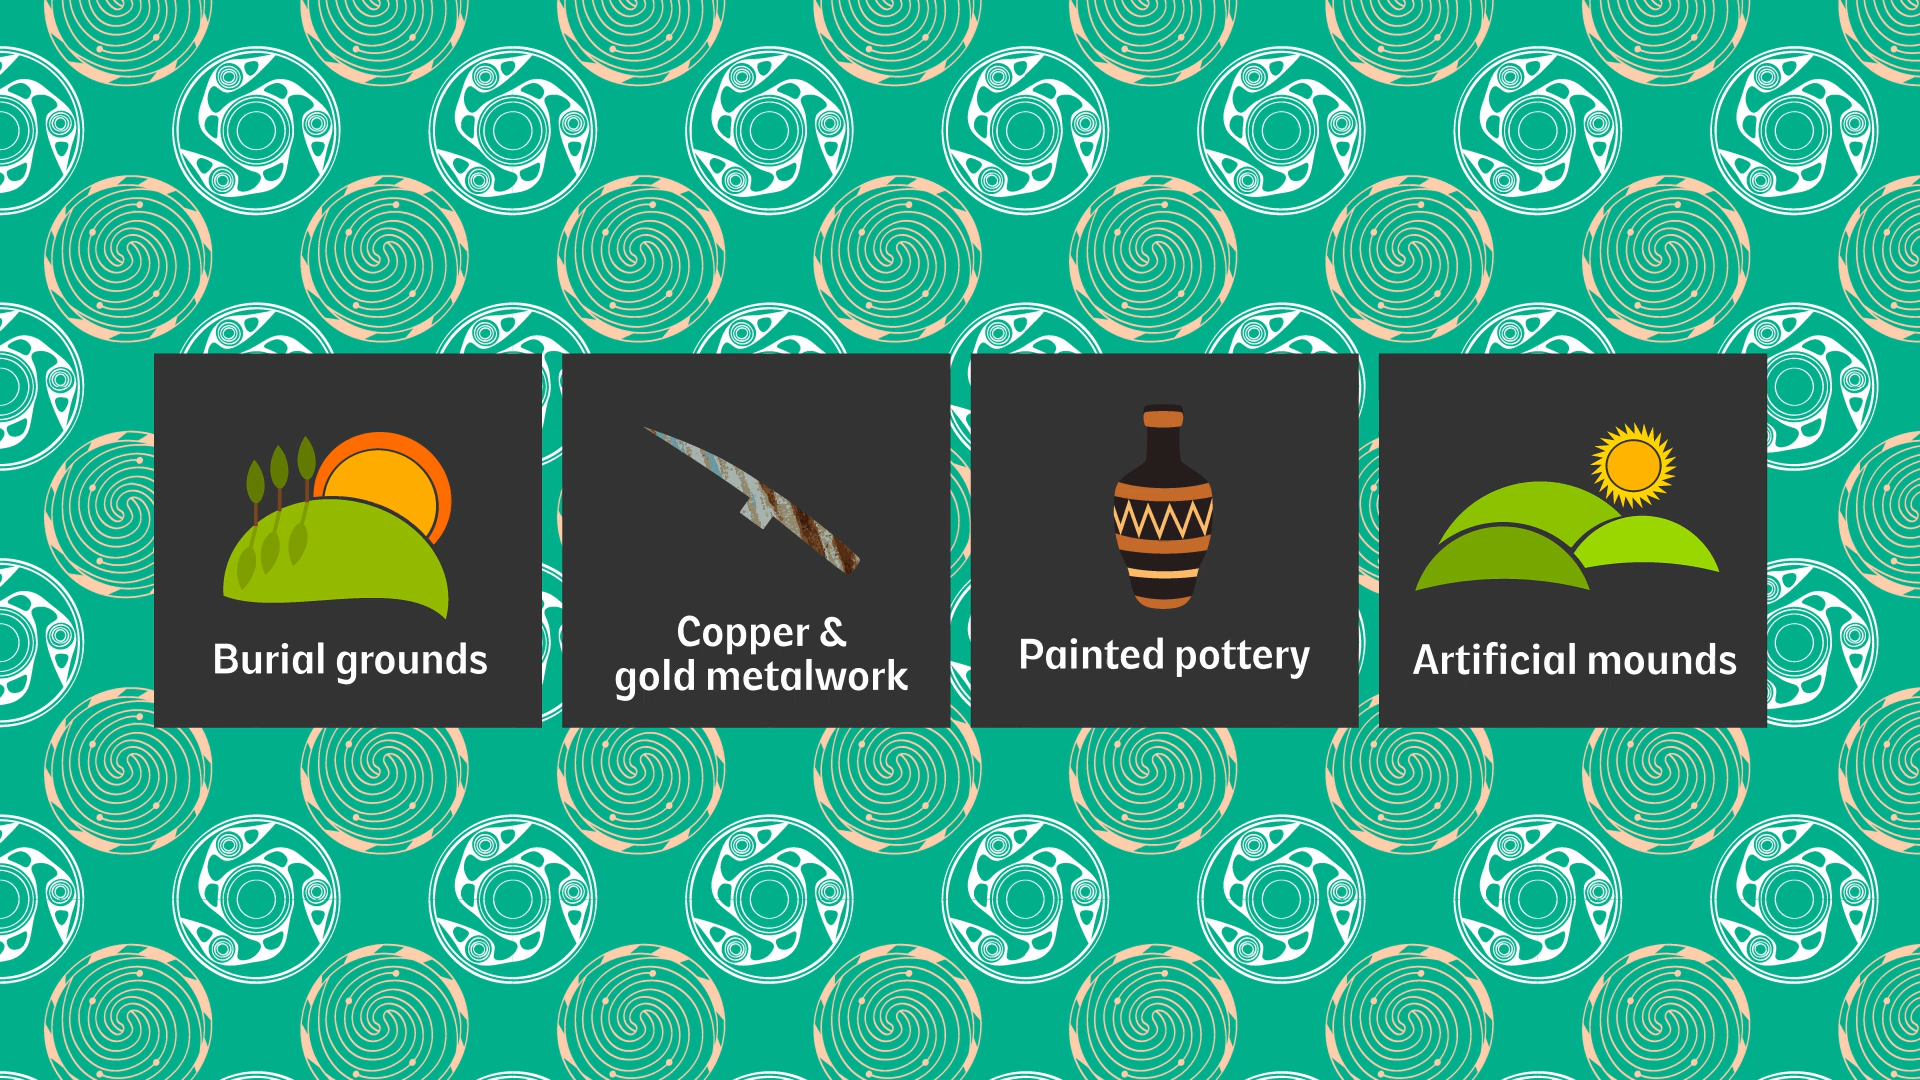 Burial grounds
Copper &
gold metalwork
Painted pottery
Artificial mounds